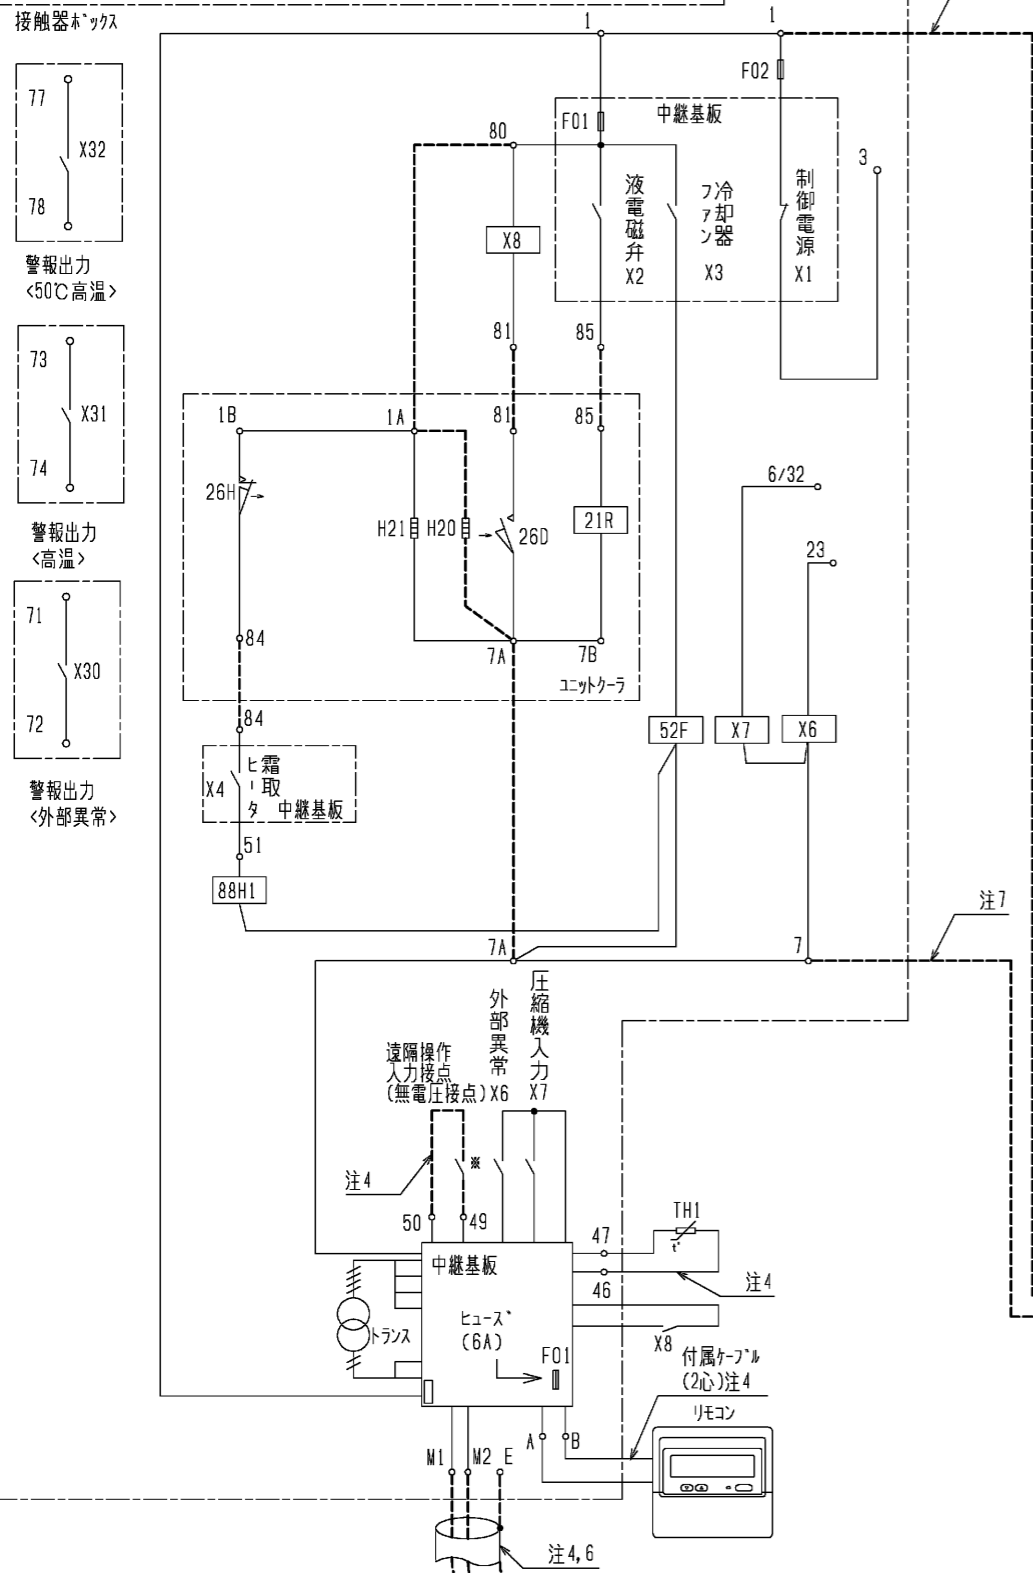 接触器ボックス
77
X32
78
警報出力
<50℃高温>
73
X31
74
警報出力
<高温>
71
X30
72
警報出力
<外部異常>
1
1
F02
F01
中継基板
80
3
液電磁弁
X2
冷却器
ファン
X3
制御電源
X1
X8
81
85
1B
1A
81
85
26H
H21
H20
26D
21R
6/32
23
84
7A
7B
ユニットクーラ
84
52F
X7
X6
X4
霜取
ヒータ
中継基板
51
88H1
注7
7A
7
遠隔操作
入力接点
(無電圧接点)
外部異常
X6
圧縮機入力
X7
※
注4
50
49
47
TH1
t°
46
注4
中継基板
ヒューズ
(6A)
F01
トランス
X8
付属ケーブル
(2心)注4
リモコン
A
B
M1
M2
E
注4,6